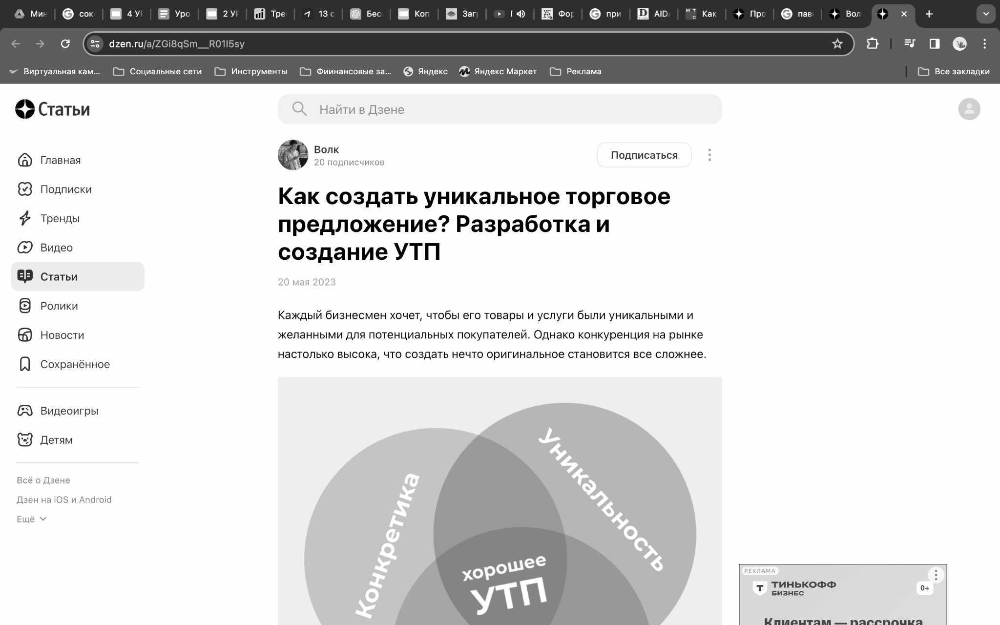 Мин
сок
4 УР
Уро
2 УР
Тре
13 с
Бес
Коп
Заг
Фор
при
AIDA
Как
Про
пав
Вол
dzen.ru/a/ZGi8qSm__R01I5sy
Виртуальная кам...
Социальные сети
Инструменты
Фиинансовые за...
Яндекс
Яндекс Маркет
Реклама
Все закладки
Статьи
Найти в Дзене
Главная
Подписки
Тренды
Видео
Статьи
Ролики
Новости
Сохранённое
Видеоигры
Детям
Всё о Дзене
Дзен на iOS и Android
Ещё
Волк
20 подписчиков
Подписаться
Как создать уникальное торговое
предложение? Разработка и
создание УТП
20 мая 2023
Каждый бизнесмен хочет, чтобы его товары и услуги были уникальными и
желанными для потенциальных покупателей. Однако конкуренция на рынке
настолько высока, что создать нечто оригинальное становится все сложнее.
Конкретика
Уникальность
хорошее
УТП
РЕКЛАМА
ТИНЬКОФФ
БИЗНЕС
0+
Клиентам — рассрочка